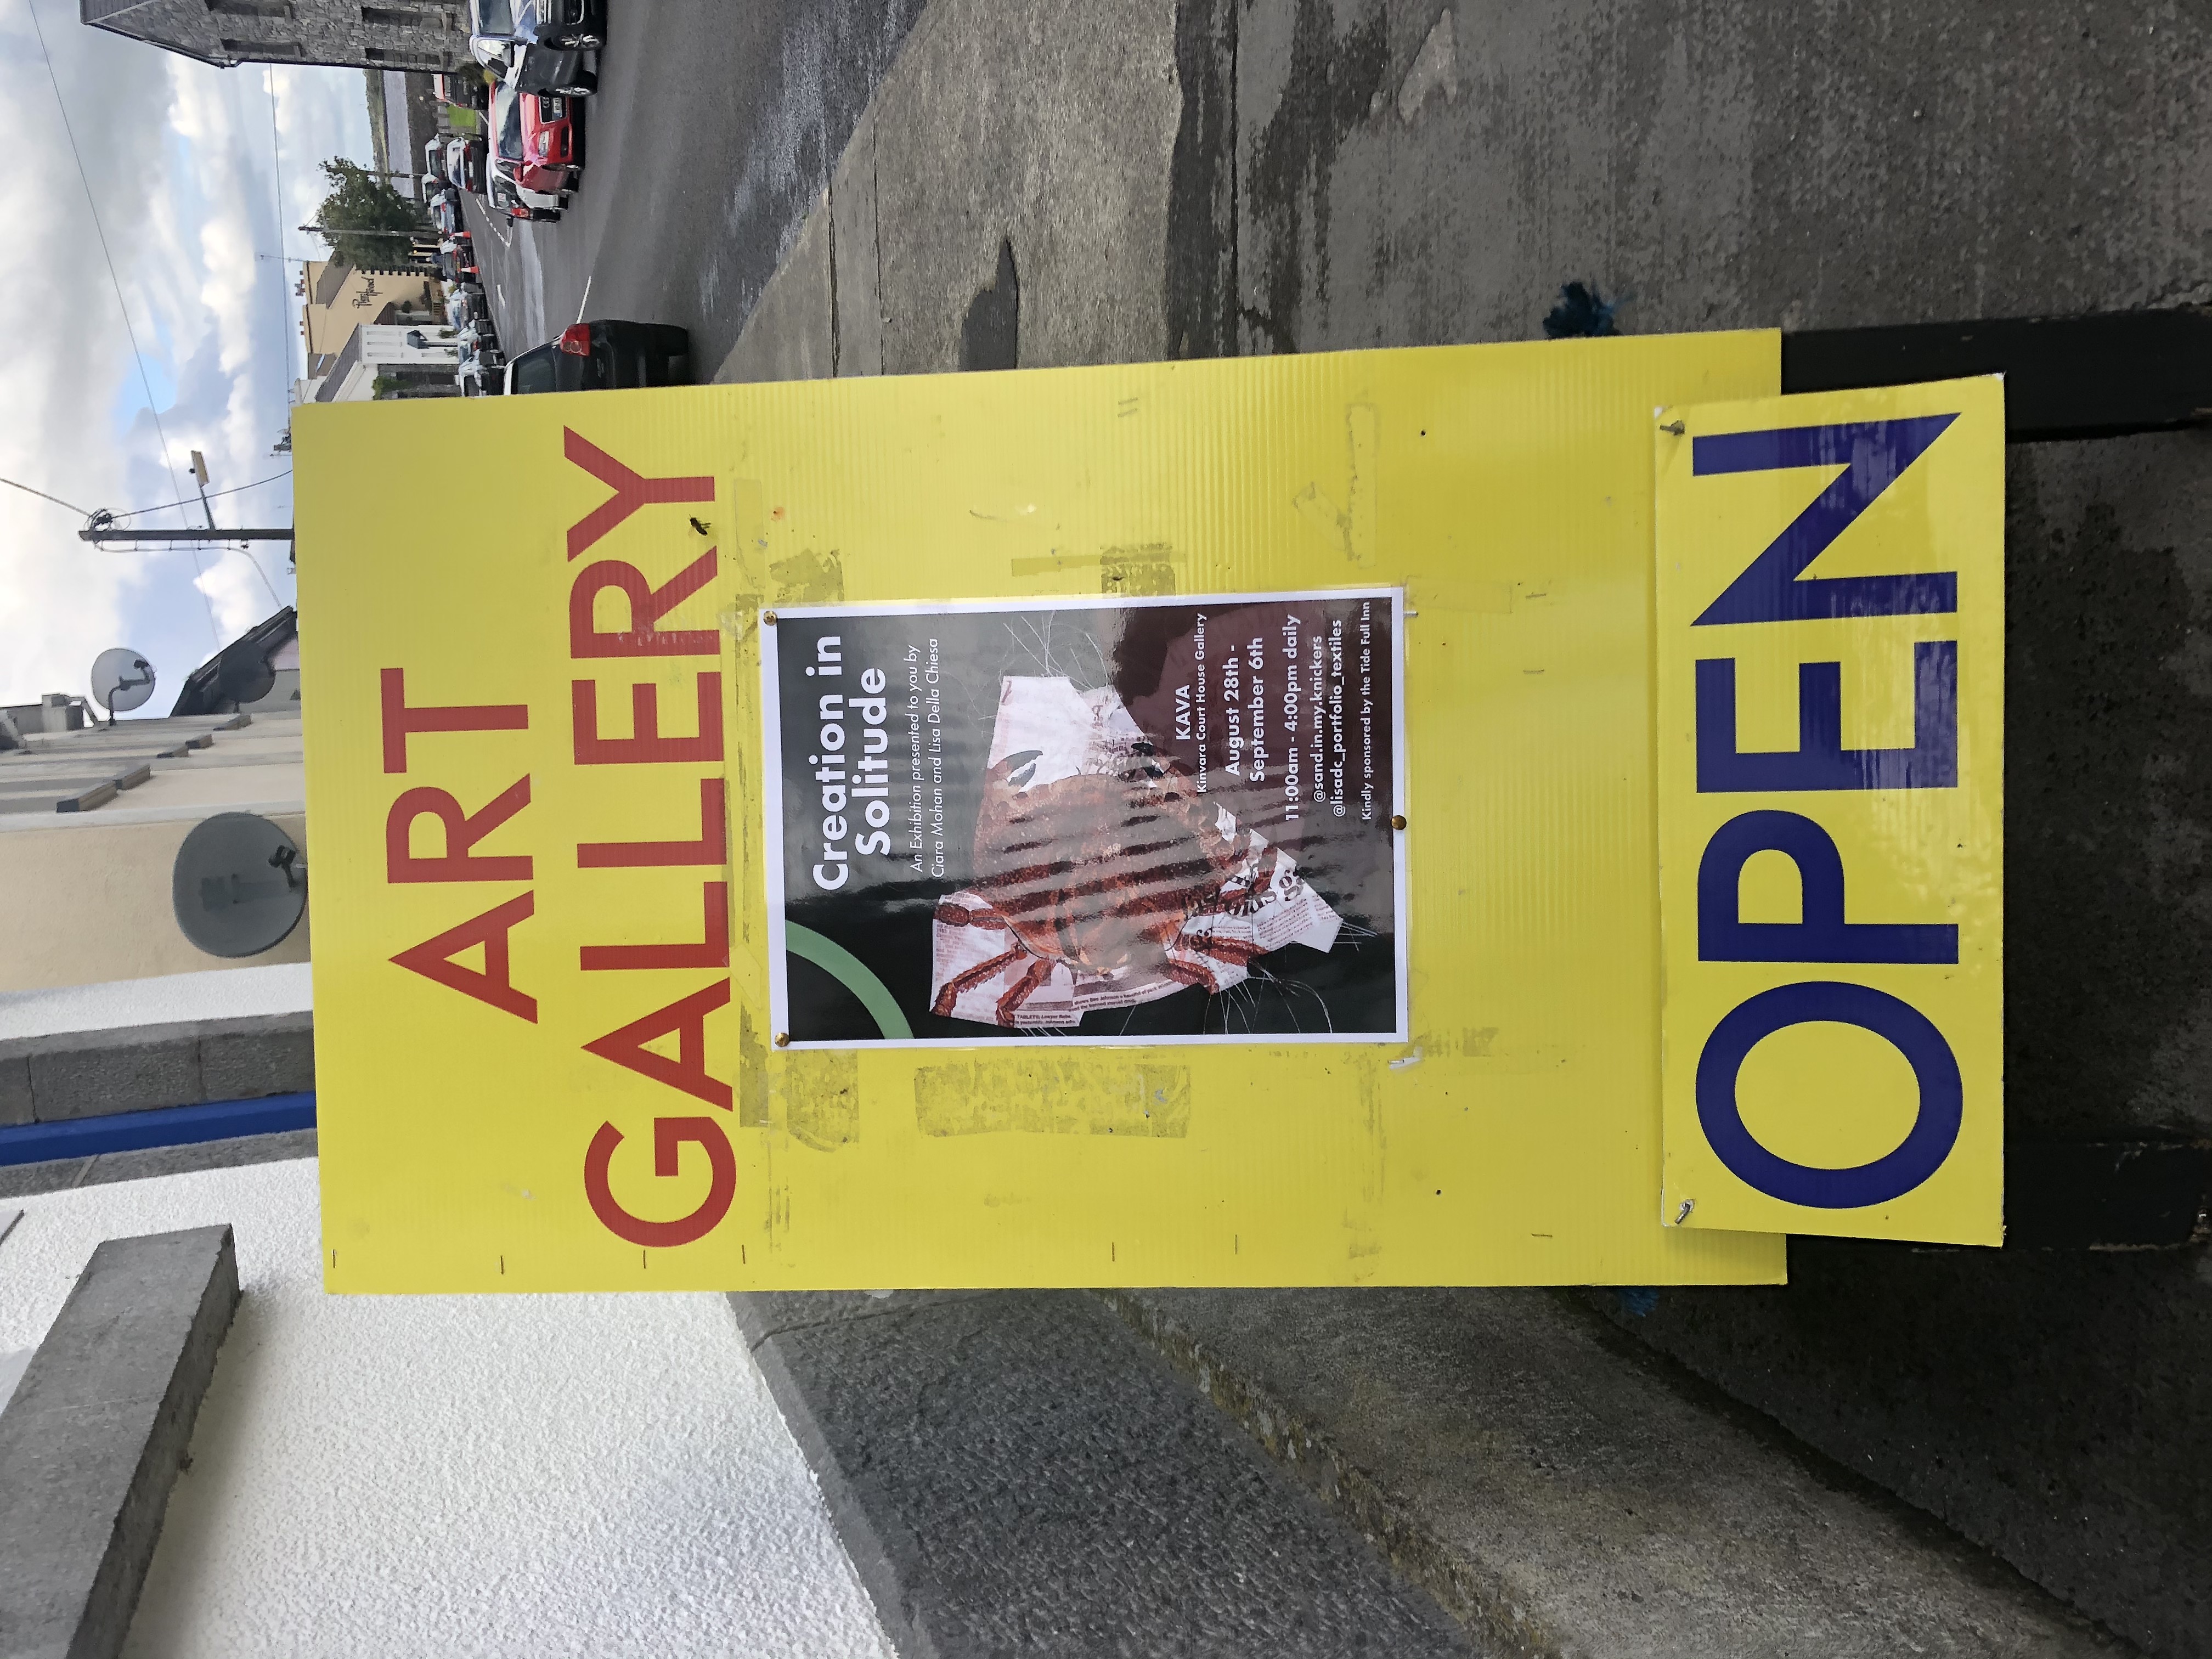 ART
GALLERY
Creation in
Solitude
An Exhibition presented to you by
Ciara Mohan and Lisa Della Chiesa
KAVA
Kinvara Court House Gallery
August 28th -
September 6th
11:00am - 4:00pm daily
@sand.in.my.knickers
@lisadc_portfolio_textiles
Kindly sponsored by the Tide Full Inn
OPEN